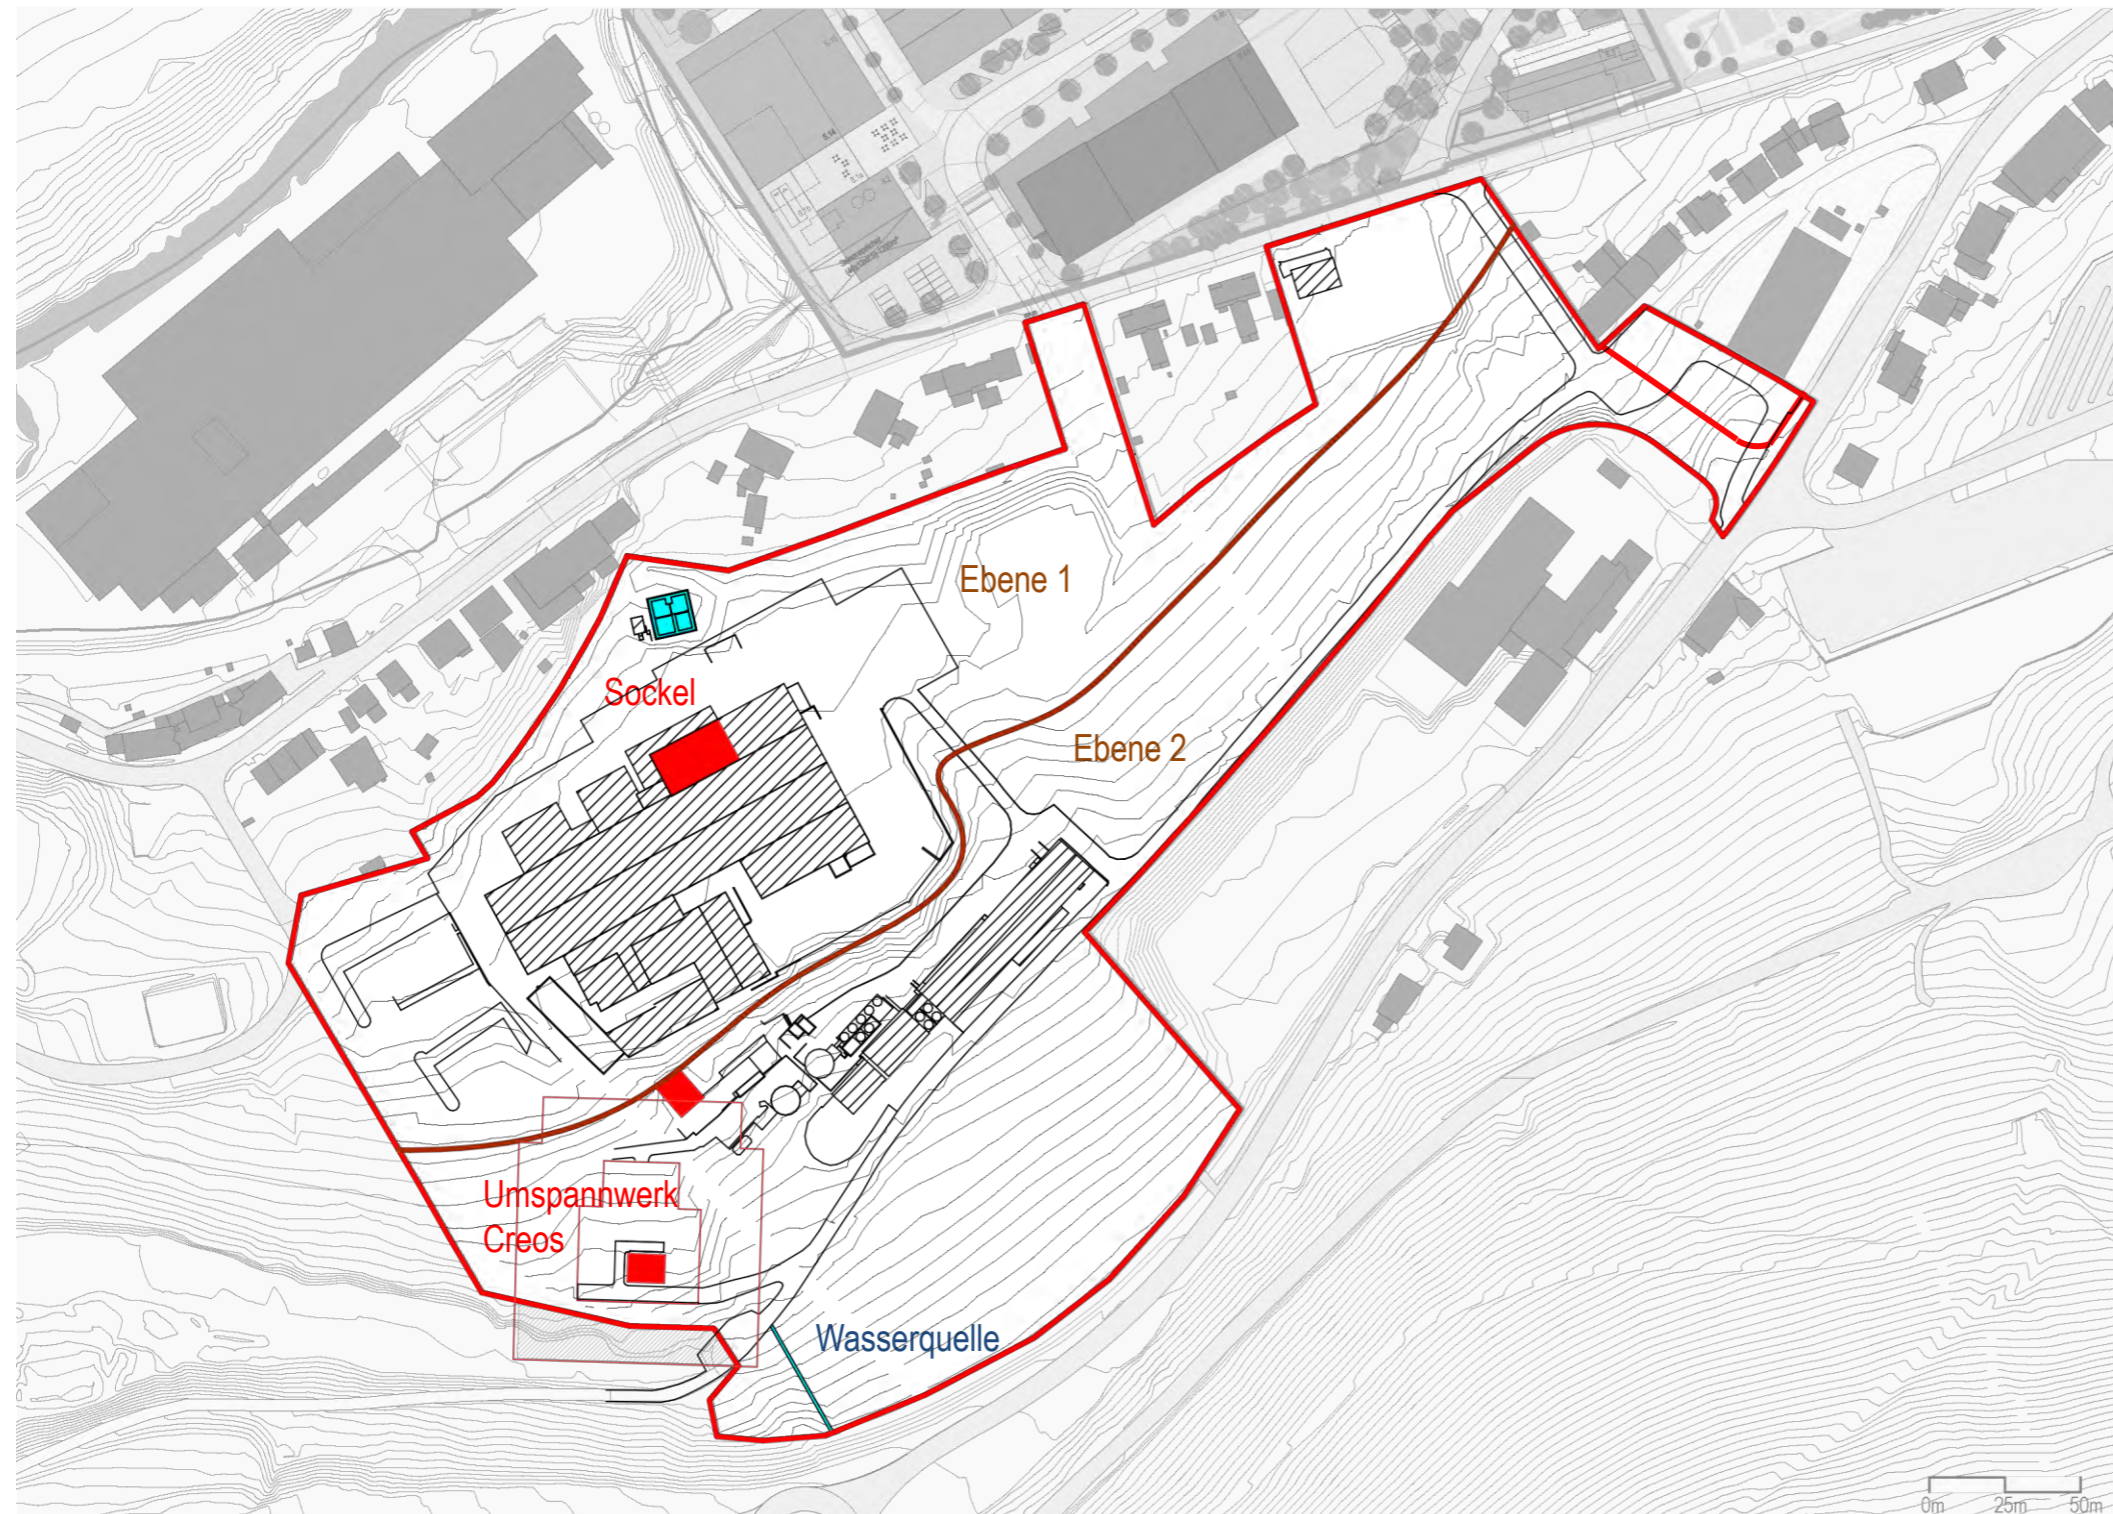 Ebene 1
Sockel
Ebene 2
Umspannwerk
Creos
Wasserquelle
0m 25m 50m